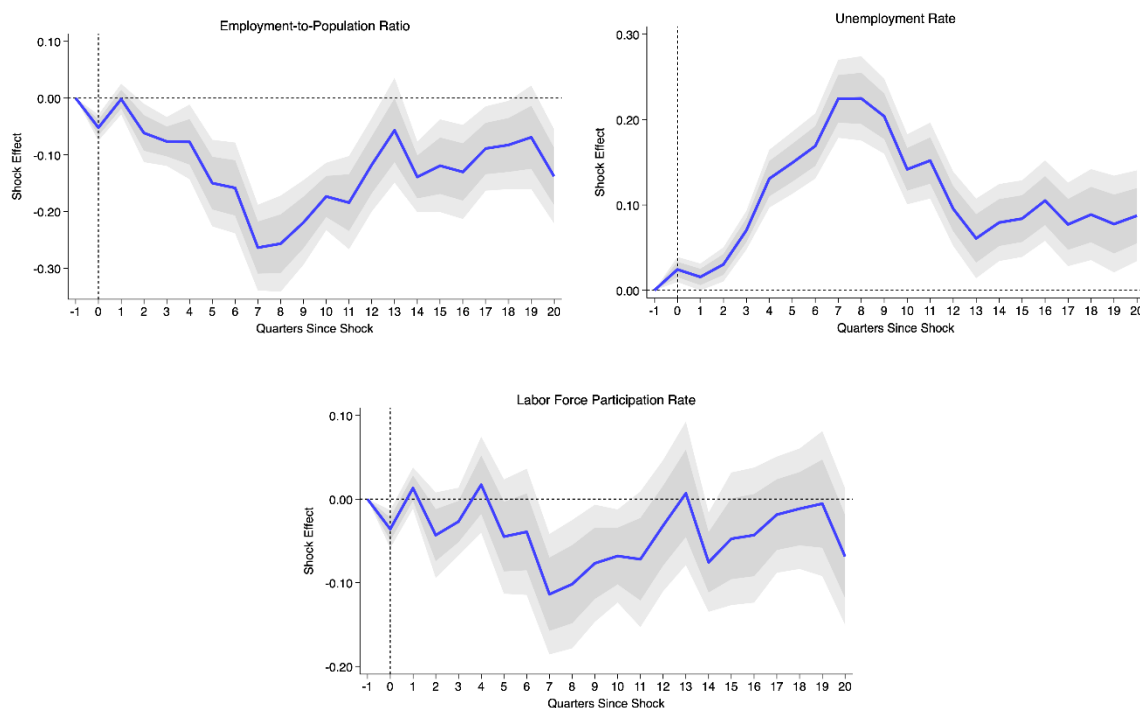 Employment-to-Population Ratio
0.10
0.00
-0.10
-0.20
-0.30
Shock Effect
-1 0 1 2 3 4 5 6 7 8 9 10 11 12 13 14 15 16 17 18 19 20
Quarters Since Shock
Unemployment Rate
0.30
0.20
0.10
0.00
Shock Effect
-1 0 1 2 3 4 5 6 7 8 9 10 11 12 13 14 15 16 17 18 19 20
Quarters Since Shock
Labor Force Participation Rate
0.10
0.00
-0.10
-0.20
Shock Effect
-1 0 1 2 3 4 5 6 7 8 9 10 11 12 13 14 15 16 17 18 19 20
Quarters Since Shock